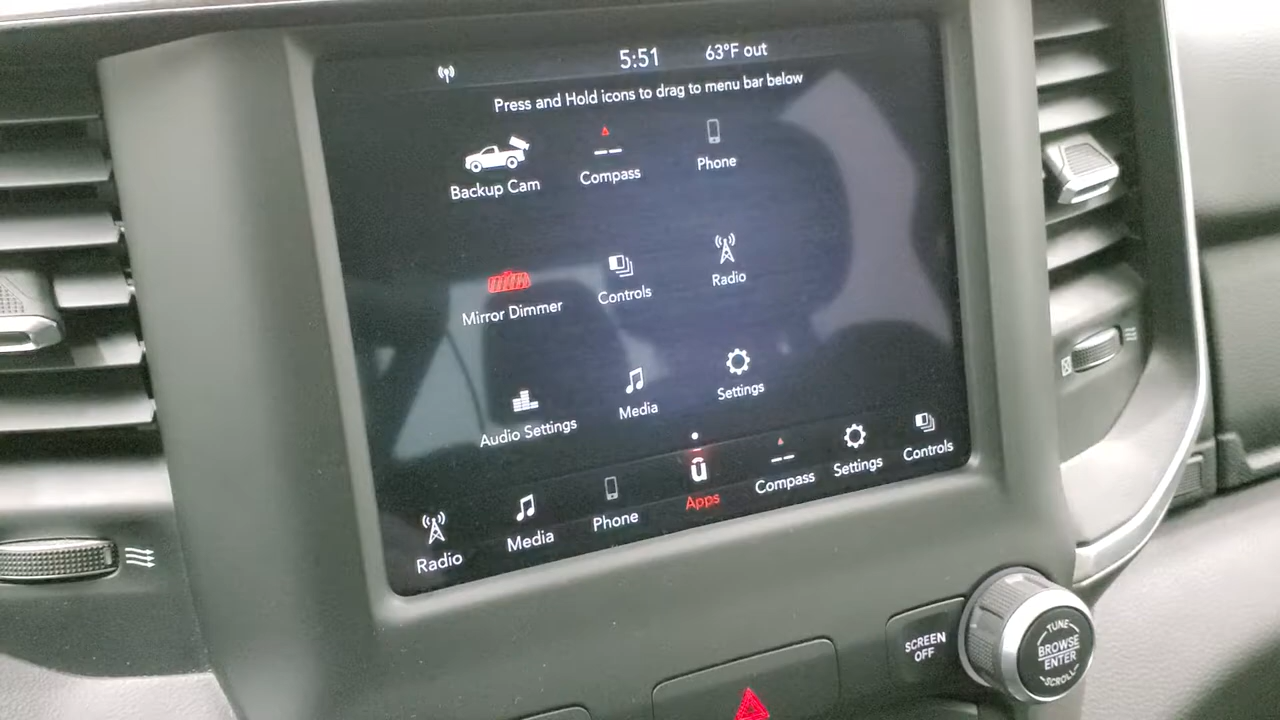 5:51 63°F out
Press and Hold icons to drag to menu bar below
Backup Cam Compass Phone
Mirror Dimmer Controls Radio
Audio Settings Media Settings
Radio Media Phone Apps Compass Settings Controls
SCREEN
OFF
TUNE
BROWSE
ENTER
SCROLL